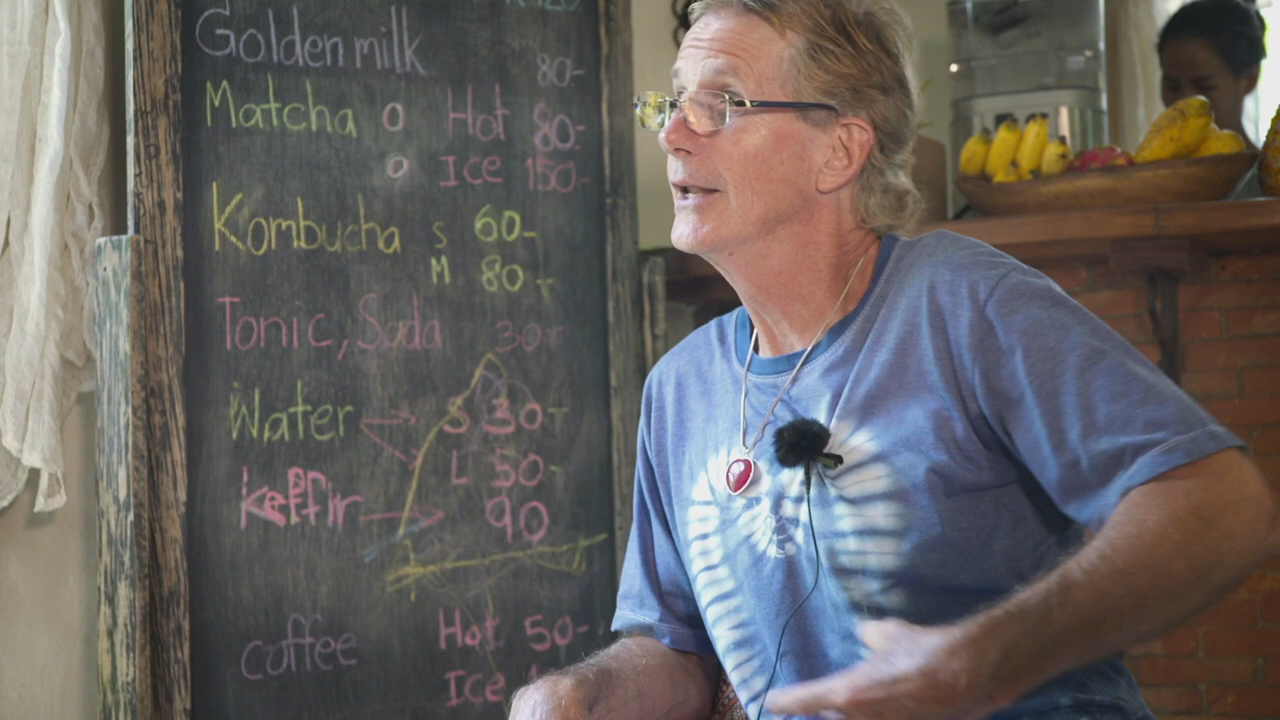 Golden milk 80-
Matcha o Hot 80-
o Ice 150-
Kombucha S 60-
M 80-
Tonic, Soda 30-
Water S 30-
L 50-
Keffir 90
coffee Hot 50-
Ice